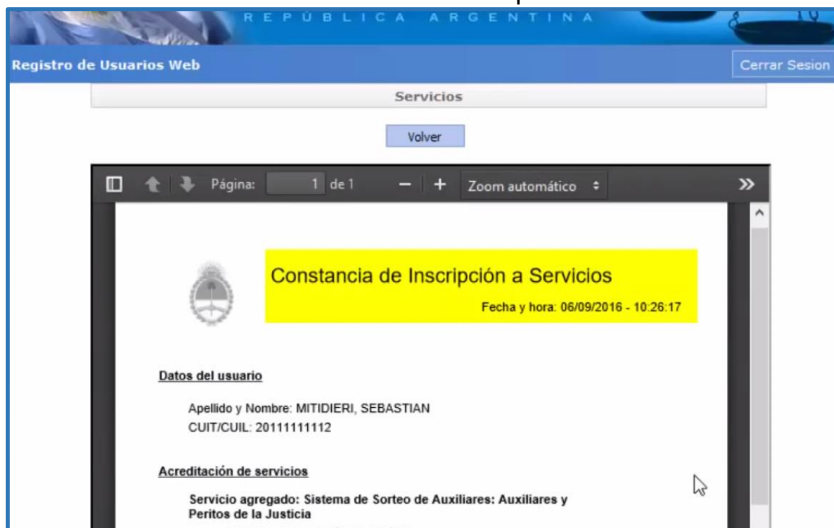 REPÚBLICA ARGENTINA
Registro de Usuarios Web
Cerrar Sesion
Servicios
Volver
Página: 1 de 1 Zoom automático
Constancia de Inscripción a Servicios
Fecha y hora: 06/09/2016 - 10:26:17
Datos del usuario
Apellido y Nombre: MITIDIERI, SEBASTIAN
CUIT/CUIL: 20111111112
Acreditación de servicios
Servicio agregado: Sistema de Sorteo de Auxiliares: Auxiliares y
Peritos de la Justicia